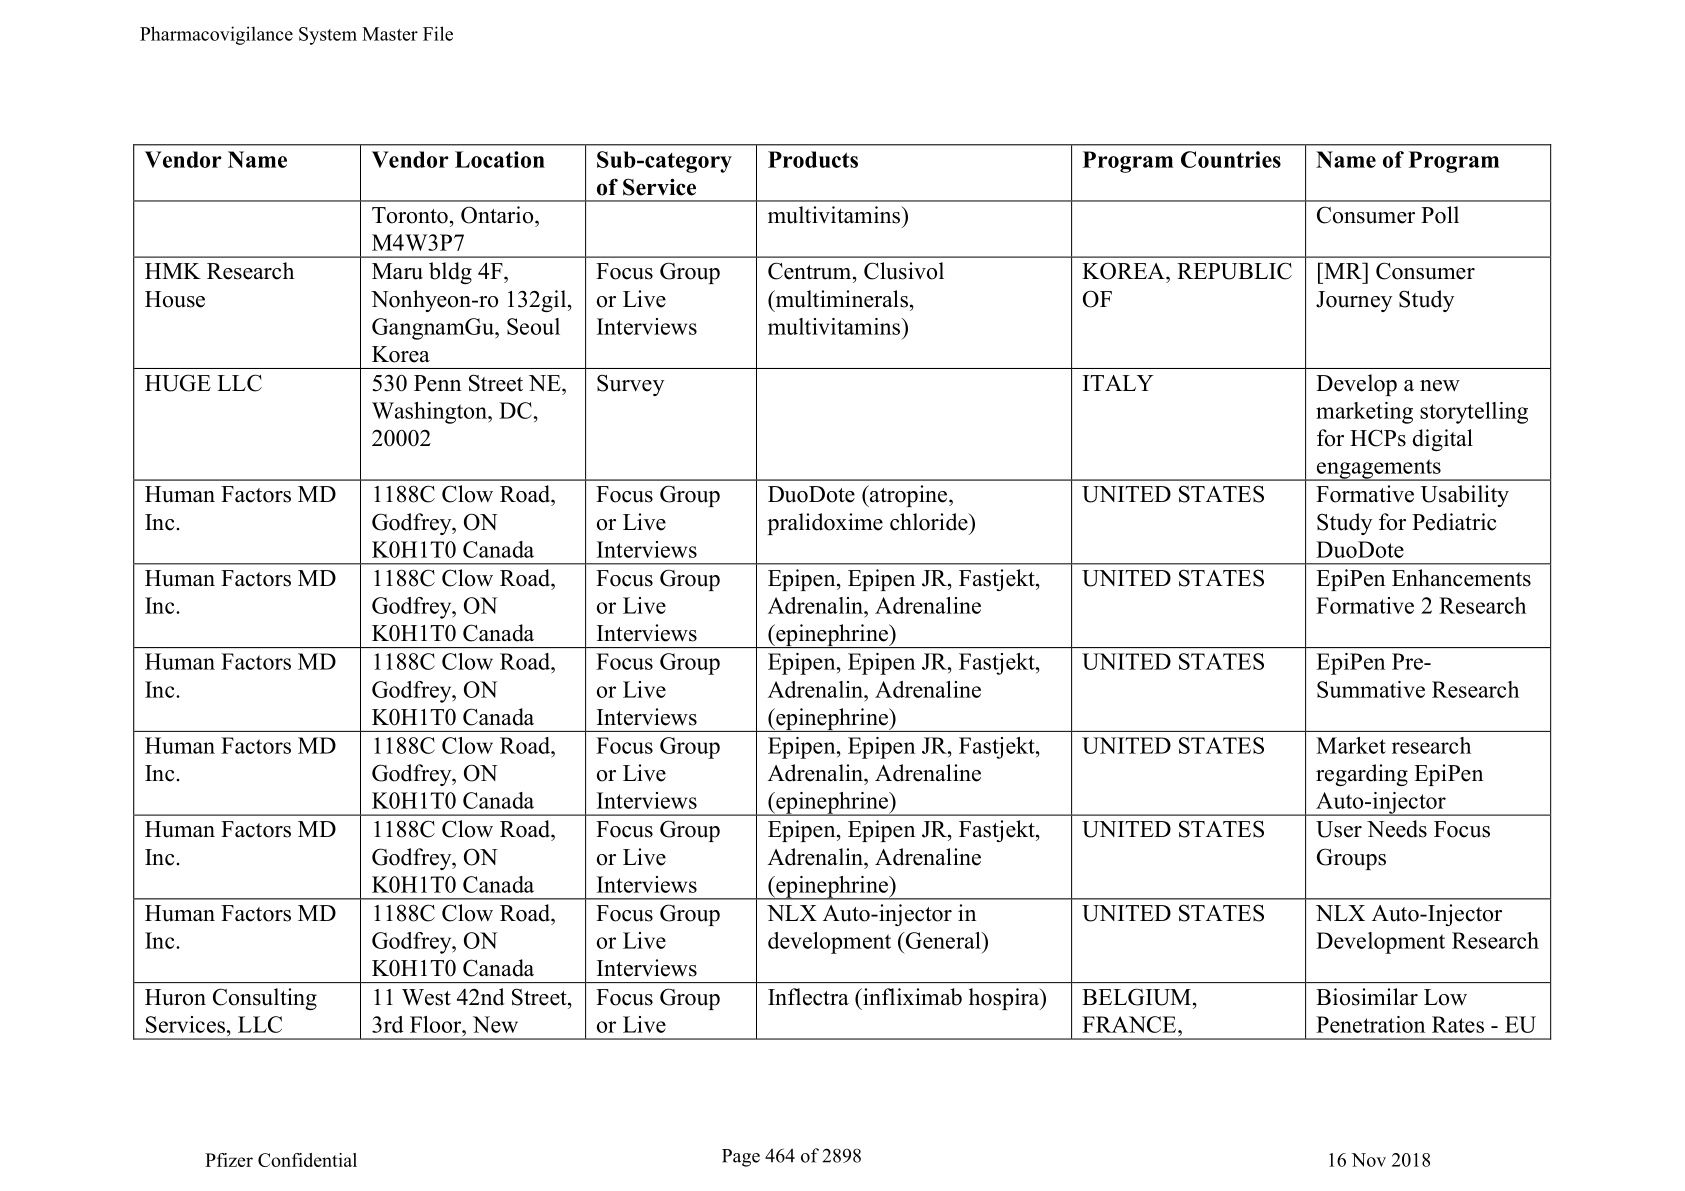 Pharmacovigilance System Master File
Vendor Name
Vendor Location
Sub-category
of Service
Products
Program Countries
Name of Program
Toronto, Ontario,
M4W3P7
multivitamins)
Consumer Poll
HMK Research
House
Maru bldg 4F,
Nonhyeon-ro 132gil,
GangnamGu, Seoul
Korea
Focus Group
or Live
Interviews
Centrum, Clusivol
(multiminerals,
multivitamins)
KOREA, REPUBLIC
OF
[MR] Consumer
Journey Study
HUGE LLC
530 Penn Street NE,
Washington, DC,
20002
Survey
ITALY
Develop a new
marketing storytelling
for HCPs digital
engagements
Human Factors MD
Inc.
1188C Clow Road,
Godfrey, ON
K0H1T0 Canada
Focus Group
or Live
Interviews
DuoDote (atropine,
pralidoxime chloride)
UNITED STATES
Formative Usability
Study for Pediatric
DuoDote
Human Factors MD
Inc.
1188C Clow Road,
Godfrey, ON
K0H1T0 Canada
Focus Group
or Live
Interviews
Epipen, Epipen JR, Fastjekt,
Adrenalin, Adrenaline
(epinephrine)
UNITED STATES
EpiPen Enhancements
Formative 2 Research
Human Factors MD
Inc.
1188C Clow Road,
Godfrey, ON
K0H1T0 Canada
Focus Group
or Live
Interviews
Epipen, Epipen JR, Fastjekt,
Adrenalin, Adrenaline
(epinephrine)
UNITED STATES
EpiPen Pre-
Summative Research
Human Factors MD
Inc.
1188C Clow Road,
Godfrey, ON
K0H1T0 Canada
Focus Group
or Live
Interviews
Epipen, Epipen JR, Fastjekt,
Adrenalin, Adrenaline
(epinephrine)
UNITED STATES
Market research
regarding EpiPen
Auto-injector
Human Factors MD
Inc.
1188C Clow Road,
Godfrey, ON
K0H1T0 Canada
Focus Group
or Live
Interviews
Epipen, Epipen JR, Fastjekt,
Adrenalin, Adrenaline
(epinephrine)
UNITED STATES
User Needs Focus
Groups
Human Factors MD
Inc.
1188C Clow Road,
Godfrey, ON
K0H1T0 Canada
Focus Group
or Live
Interviews
NLX Auto-injector in
development (General)
UNITED STATES
NLX Auto-Injector
Development Research
Huron Consulting
Services, LLC
11 West 42nd Street,
3rd Floor, New
Focus Group
or Live
Inflectra (infliximab hospira)
BELGIUM,
FRANCE,
Biosimilar Low
Penetration Rates - EU
Pfizer Confidential
Page 464 of 2898
16 Nov 2018